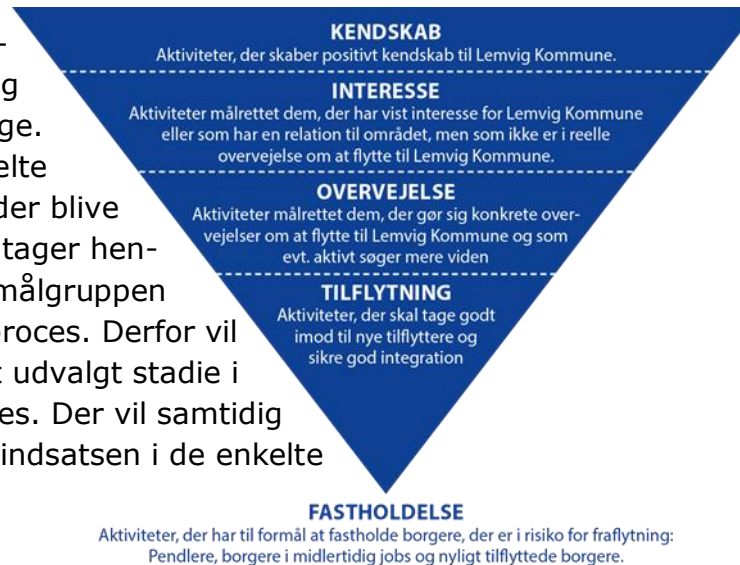 -
g
ge.
elte
der blive
tager hen-
målgruppen
proces. Derfor vil
t udvalgt stadie i
es. Der vil samtidig
indsatsen i de enkelte
KENDSKAB
Aktiviteter, der skaber positivt kendskab til Lemvig Kommune.
INTERESSE
Aktiviteter målrettet dem, der har vist interesse for Lemvig Kommune
eller som har en relation til området, men som ikke er i reelle
overvejelse om at flytte til Lemvig Kommune.
OVERVEJELSE
Aktiviteter målrettet dem, der gør sig konkrete over-
vejelser om at flytte til Lemvig Kommune og som
evt. aktivt søger mere viden
TILFLYTNING
Aktiviteter, der skal tage godt
imod til nye tilflyttere og
sikre god integration
FASTHOLDELSE
Aktiviteter, der har til formål at fastholde borgere, der er i risiko for fraflytning:
Pendlere, borgere i midlertidig jobs og nyligt tilflyttede borgere.